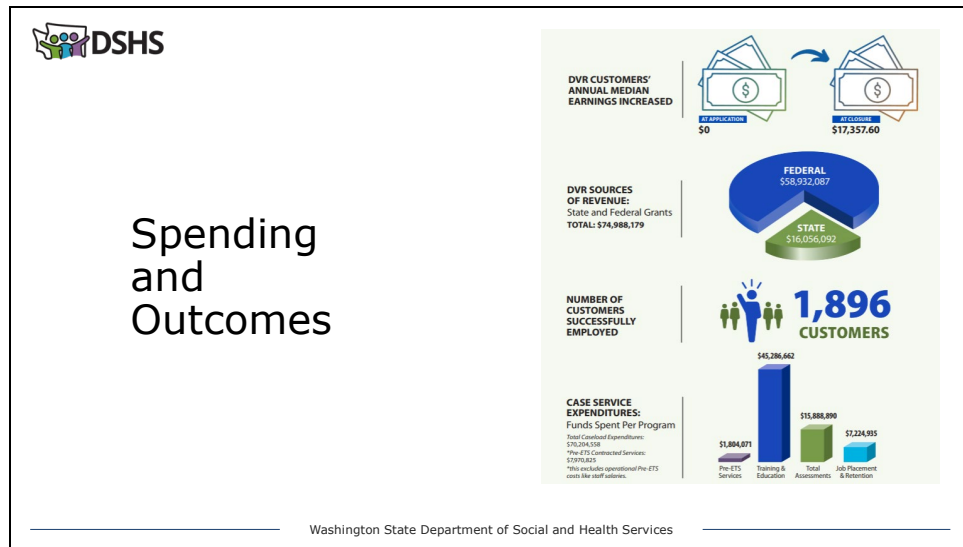 DSHS
Spending
and
Outcomes
DVR CUSTOMERS'
ANNUAL MEDIAN
EARNINGS INCREASED
AT APPLICATION
$0
AT CLOSURE
$17,357.60
DVR SOURCES
OF REVENUE:
State and Federal Grants
TOTAL: $74,988,179
FEDERAL
$58,932,087
STATE
$16,056,092
NUMBER OF
CUSTOMERS
SUCCESSFULLY
EMPLOYED
1,896
CUSTOMERS
CASE SERVICE
EXPENDITURES:
Funds Spent Per Program
Total Caseload Expenditures:
$70,204,558
*Pre-ETS Contracted Services:
$7,970,825
*this excludes operational Pre-ETS
costs like staff salaries.
$1,804,071
Pre-ETS
Services
$45,286,662
Training &
Education
$15,888,890
Total
Assessments
$7,224,935
Job Placement
& Retention
Washington State Department of Social and Health Services